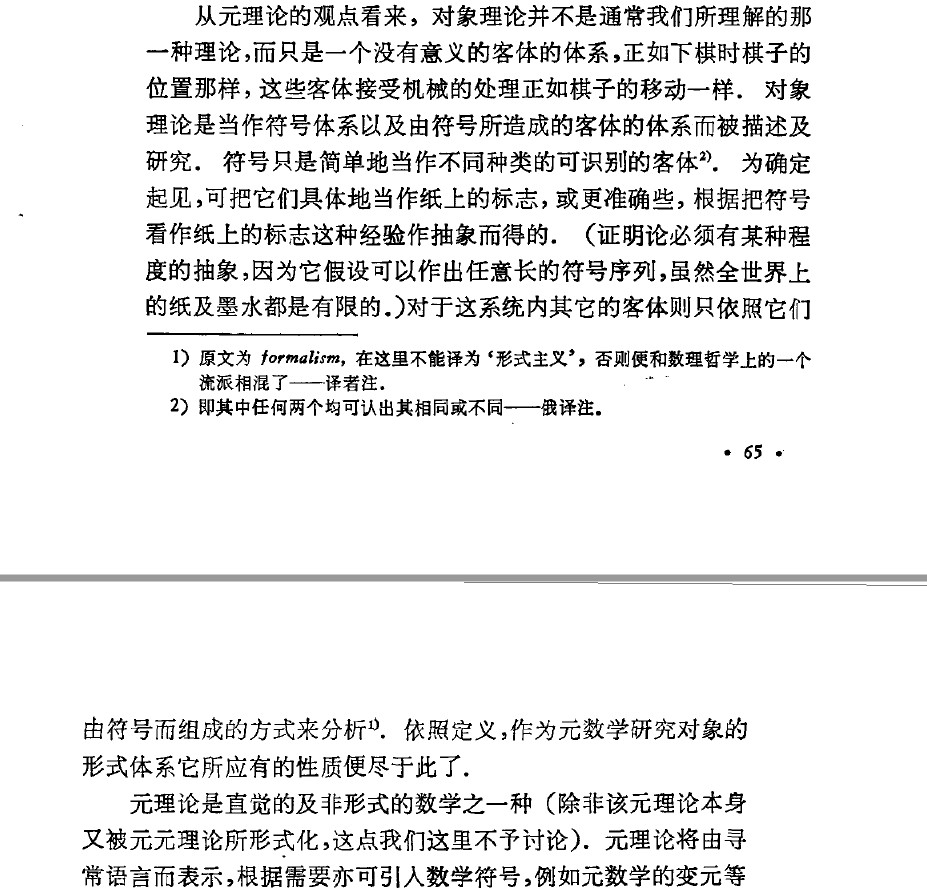 从元理论的观点看来，对象理论并不是通常我们所理解的那
一种理论，而只是一个没有意义的客体的体系，正如下棋时棋子的
位置那样，这些客体接受机械的处理正如棋子的移动一样．对象
理论是当作符号体系以及由符号所造成的客体的体系而被描述及
研究．符号只是简单地当作不同种类的可识别的客体²⁾．为确定
起见，可把它们具体地当作纸上的标志，或更准确些，根据把符号
看作纸上的标志这种经验作抽象而得的．（证明论必须有某种程
度的抽象，因为它假设可以作出任意长的符号序列，虽然全世界上
的纸及墨水都是有限的．）对于这系统内其它的客体则只依照它们
1）原文为 formalism，在这里不能译为‘形式主义’，否则便和数理哲学上的一个
流派相混了——译者注．
2）即其中任何两个均可认出其相同或不同——俄译注。
• 65 •
由符号而组成的方式来分析¹⁾．依照定义，作为元数学研究对象的
形式体系它所应有的性质便尽于此了．
元理论是直觉的及非形式的数学之一种（除非该元理论本身
又被元元理论所形式化，这点我们这里不予讨论）．元理论将由寻
常语言而表示，根据需要亦可引入数学符号，例如元数学的变元等